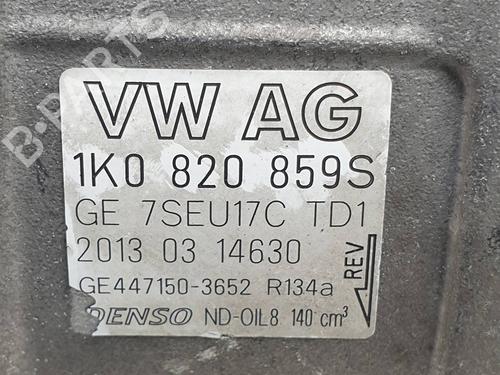 B-PARTS
VW AG
1K0 820 859S
GE 7SEU17C TD1
2013 03 14630
GE447150-3652 R134a
REV
DENSO ND-OIL8 140 cm³